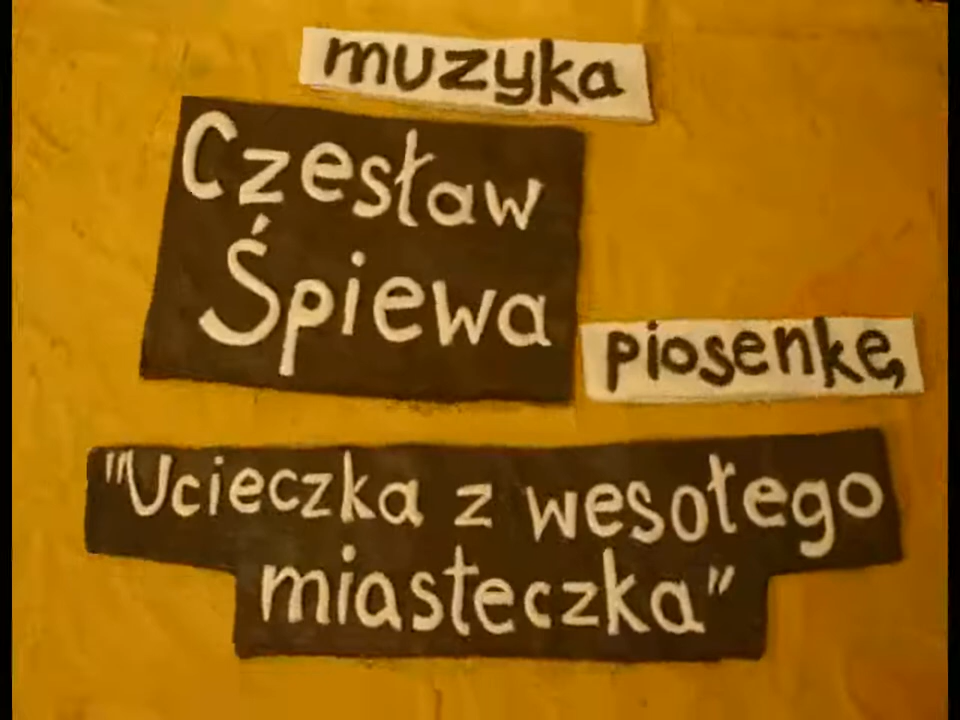 muzyka
Czesław
Śpiewa
piosenkę
"Ucieczka z wesołego
miasteczka"